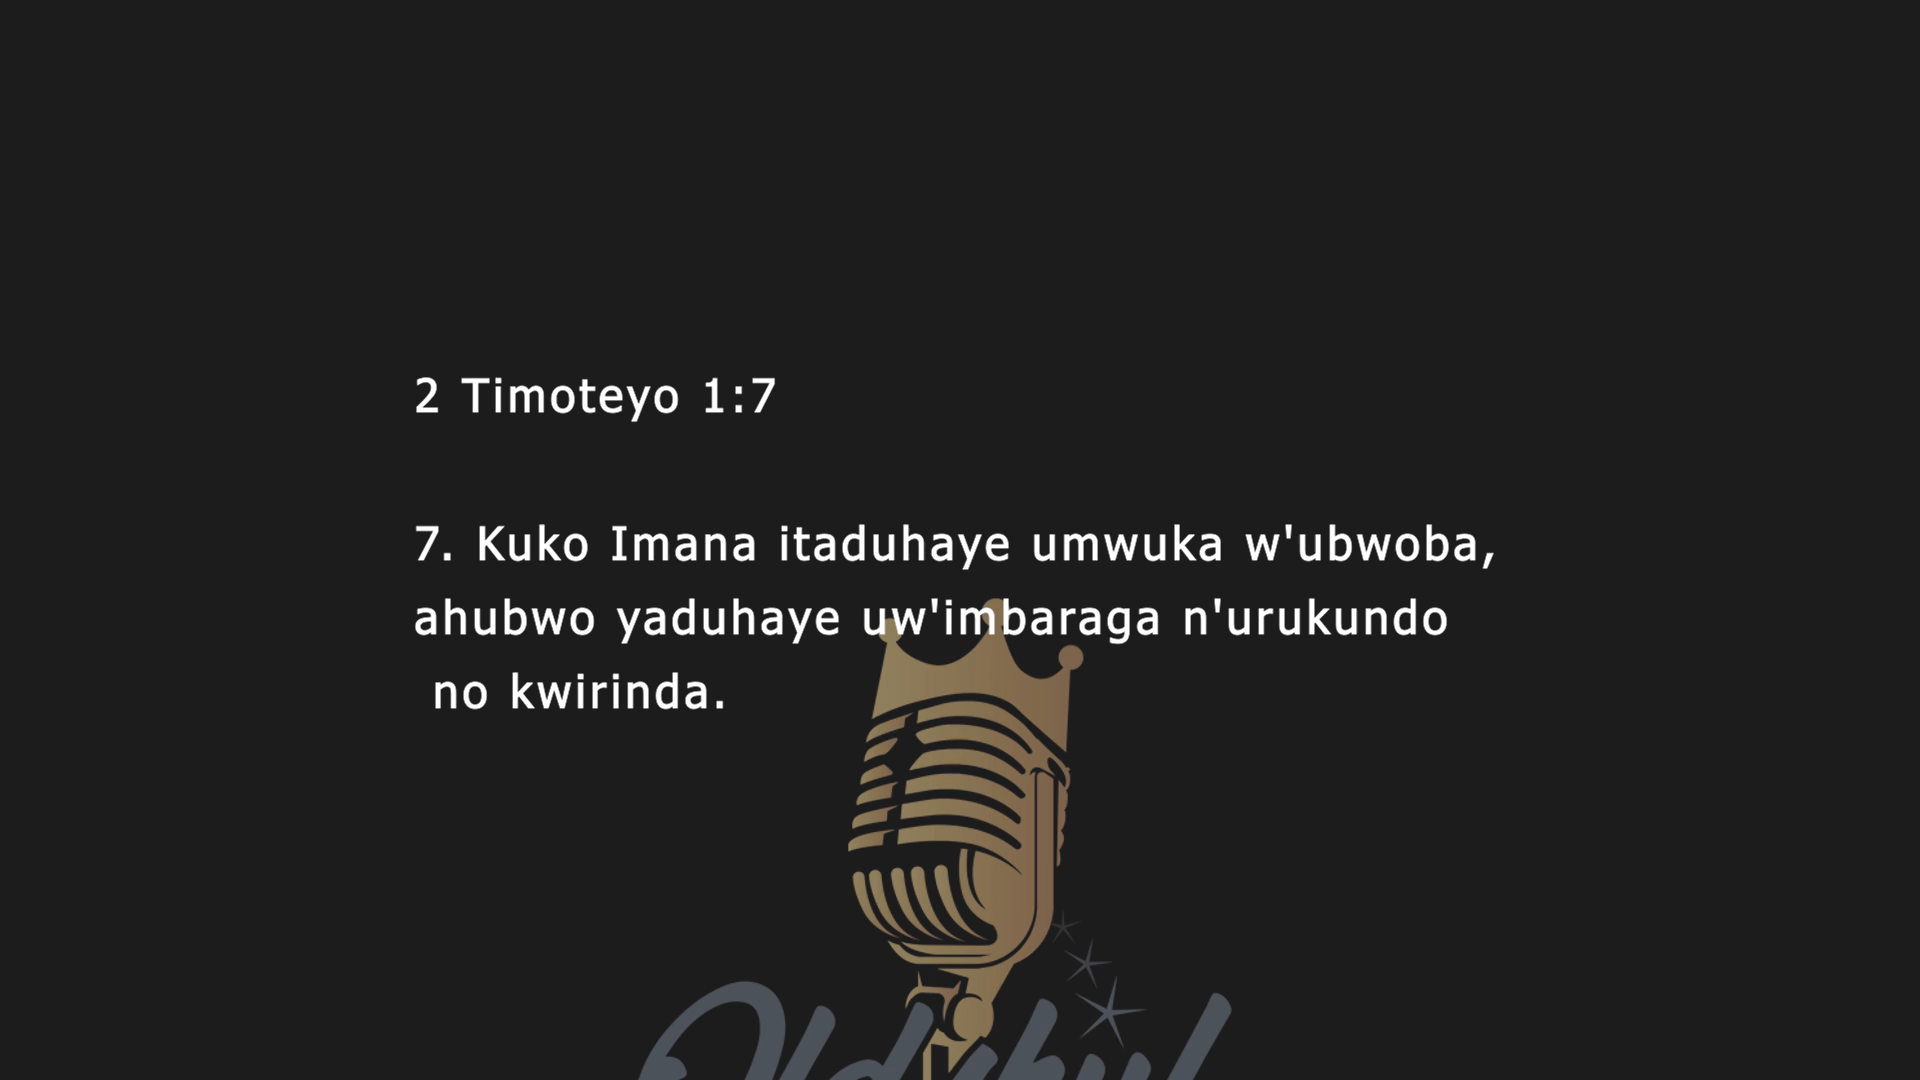 2 Timoteyo 1:7
7. Kuko Imana itaduhaye umwuka w'ubwoba,
ahubwo yaduhaye uw'imbaraga n'urukundo
no kwirinda.